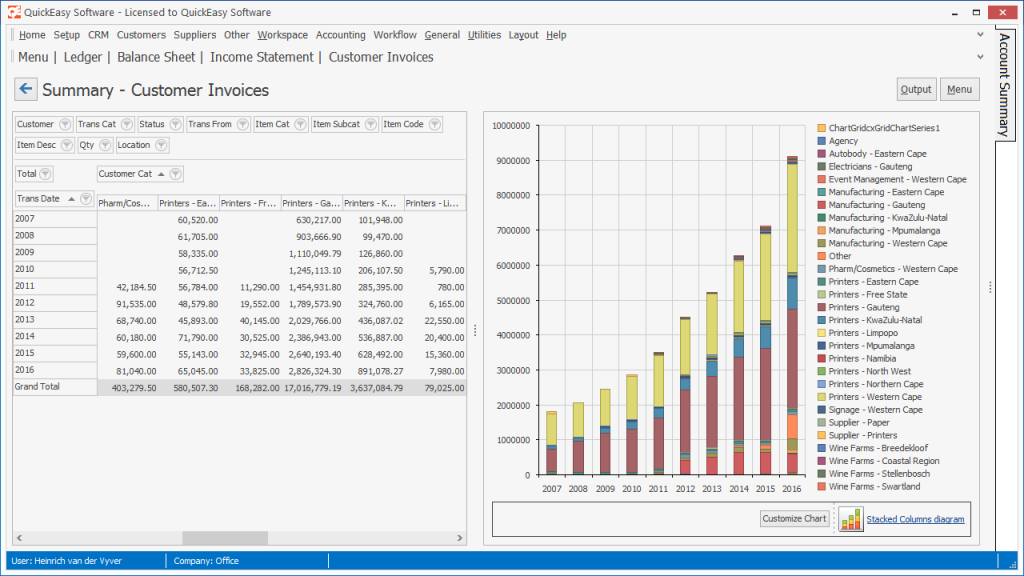 QuickEasy Software - Licensed to QuickEasy Software
Home Setup CRM Customers Suppliers Other Workspace Accounting Workflow General Utilities Layout Help
Menu | Ledger | Balance Sheet | Income Statement | Customer Invoices
Account Summary
Summary - Customer Invoices
Output Menu
Customer Trans Cat Status Trans From Item Cat Item Subcat Item Code
Item Desc Qty Location
Total Customer Cat
Trans Date Pharm/Cos... Printers - Ea... Printers - Fr... Printers - Ga... Printers - K... Printers - Li...
2007 60,520.00 630,217.00 101,948.00
2008 61,705.00 903,666.90 99,470.00
2009 58,335.00 1,110,049.79 126,860.00
2010 56,712.50 1,245,113.10 206,107.50 5,790.00
2011 42,184.50 56,784.00 11,290.00 1,454,931.80 285,395.00 780.00
2012 91,535.00 48,579.80 19,552.00 1,789,573.90 324,760.00 6,165.00
2013 68,740.00 45,893.00 40,145.00 2,029,766.00 436,087.02 22,550.00
2014 60,180.00 71,790.00 30,525.00 2,386,943.00 536,887.00 20,400.00
2015 59,600.00 55,143.00 32,945.00 2,640,193.40 628,492.00 15,360.00
2016 81,040.00 65,045.00 33,825.00 2,826,324.30 891,078.27 7,980.00
Grand Total 403,279.50 580,507.30 168,282.00 17,016,779.19 3,637,084.79 79,025.00
10000000
9000000
8000000
7000000
6000000
5000000
4000000
3000000
2000000
1000000
0
2007 2008 2009 2010 2011 2012 2013 2014 2015 2016
ChartGridcxGridChartSeries1
Agency
Autobody - Eastern Cape
Electricians - Gauteng
Event Management - Western Cape
Manufacturing - Eastern Cape
Manufacturing - Gauteng
Manufacturing - KwaZulu-Natal
Manufacturing - Mpumalanga
Manufacturing - Western Cape
Other
Pharm/Cosmetics - Western Cape
Printers - Eastern Cape
Printers - Free State
Printers - Gauteng
Printers - KwaZulu-Natal
Printers - Limpopo
Printers - Mpumalanga
Printers - Namibia
Printers - North West
Printers - Northern Cape
Printers - Western Cape
Signage - Western Cape
Supplier - Paper
Supplier - Printers
Wine Farms - Breedekloof
Wine Farms - Coastal Region
Wine Farms - Stellenbosch
Wine Farms - Swartland
Customize Chart Stacked Columns diagram
User: Heinrich van der Vyver Company: Office